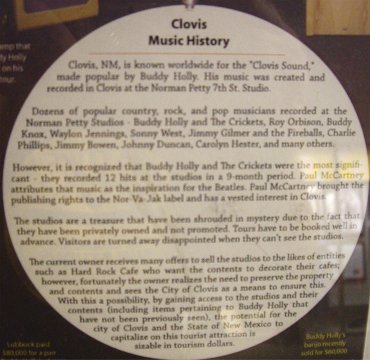 Clovis
Music History
Clovis, NM, is known worldwide for the "Clovis Sound,"
made popular by Buddy Holly. His music was created and
recorded in Clovis at the Norman Petty 7th St. Studio.
Dozens of popular country, rock, and pop musicians recorded at the
Norman Petty Studios - Buddy Holly and The Crickets, Roy Orbison, Buddy
Knox, Waylon Jennings, Sonny West, Jimmy Gilmer and the Fireballs, Charlie
Phillips, Jimmy Bowen, Johnny Duncan, Carolyn Hester, and many others.
However, it is recognized that Buddy Holly and The Crickets were the most signifi-
cant - they recorded 12 hits at the studios in a 9-month period. Paul McCartney
attributes that music as the inspiration for the Beatles. Paul McCartney brought the
publishing rights to the Nor Va Jak label and has a vested interest in Clovis.
The studios are a treasure that have been shrouded in mystery due to the fact that
they have been privately owned and not promoted. Tours have to be booked well in
advance. Visitors are turned away disappointed when they can't see the studios.
The current owner receives many offers to sell the studios to the likes of entities
such as Hard Rock Cafe who want the contents to decorate their cafes;
however, fortunately the owner realizes the need to preserve the property
and contents and sees the City of Clovis as a means to ensure this.
With this a possibility, by gaining access to the studios and their
contents (including items pertaining to Buddy Holly that
have not been previously seen), the potential for the
city of Clovis and the State of New Mexico to
capitalize on this tourist attraction is
sizable in tourism dollars.
amp that
dy Holly
on his
our
Lubbock paid
$80,000 for a pair
Buddy Holly's
banjo recently
sold for $60,000